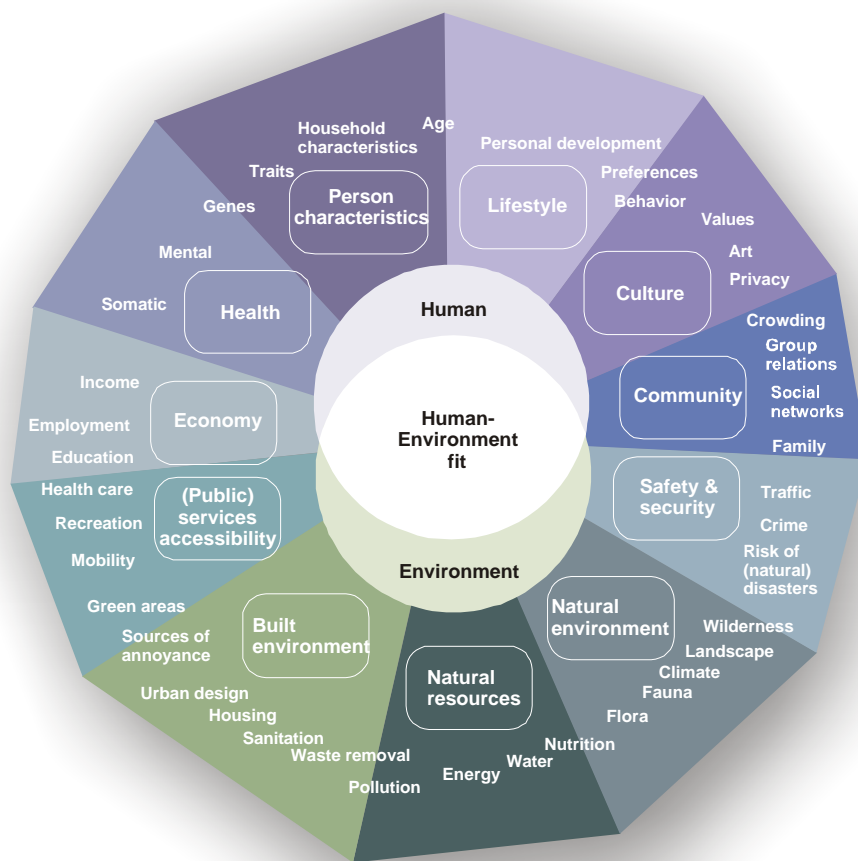 Age
Household
characteristics
Traits
Genes
Person
characteristics
Personal development
Preferences
Behavior
Lifestyle
Values
Art
Privacy
Culture
Mental
Somatic
Health
Human
Crowding
Group
relations
Social
networks
Family
Community
Income
Employment
Education
Economy
Human-
Environment
fit
Health care
Recreation
Mobility
Green areas
(Public)
services
accessibility
Safety &
security
Traffic
Crime
Risk of
(natural)
disasters
Environment
Sources of
annoyance
Urban design
Housing
Sanitation
Waste removal
Pollution
Built
environment
Natural
resources
Energy
Water
Nutrition
Natural
environment
Wilderness
Landscape
Climate
Fauna
Flora